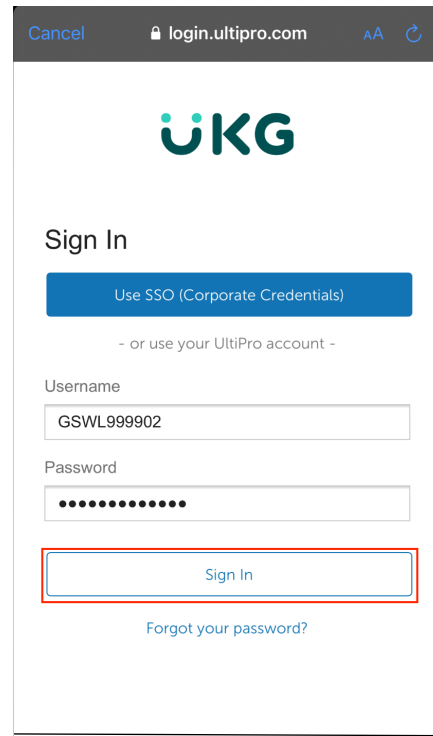 Cancel login.ultipro.com AA
UKG
Sign In
Use SSO (Corporate Credentials)
- or use your UltiPro account -
Username
GSWL999902
Password
●●●●●●●●●●●●●
Sign In
Forgot your password?